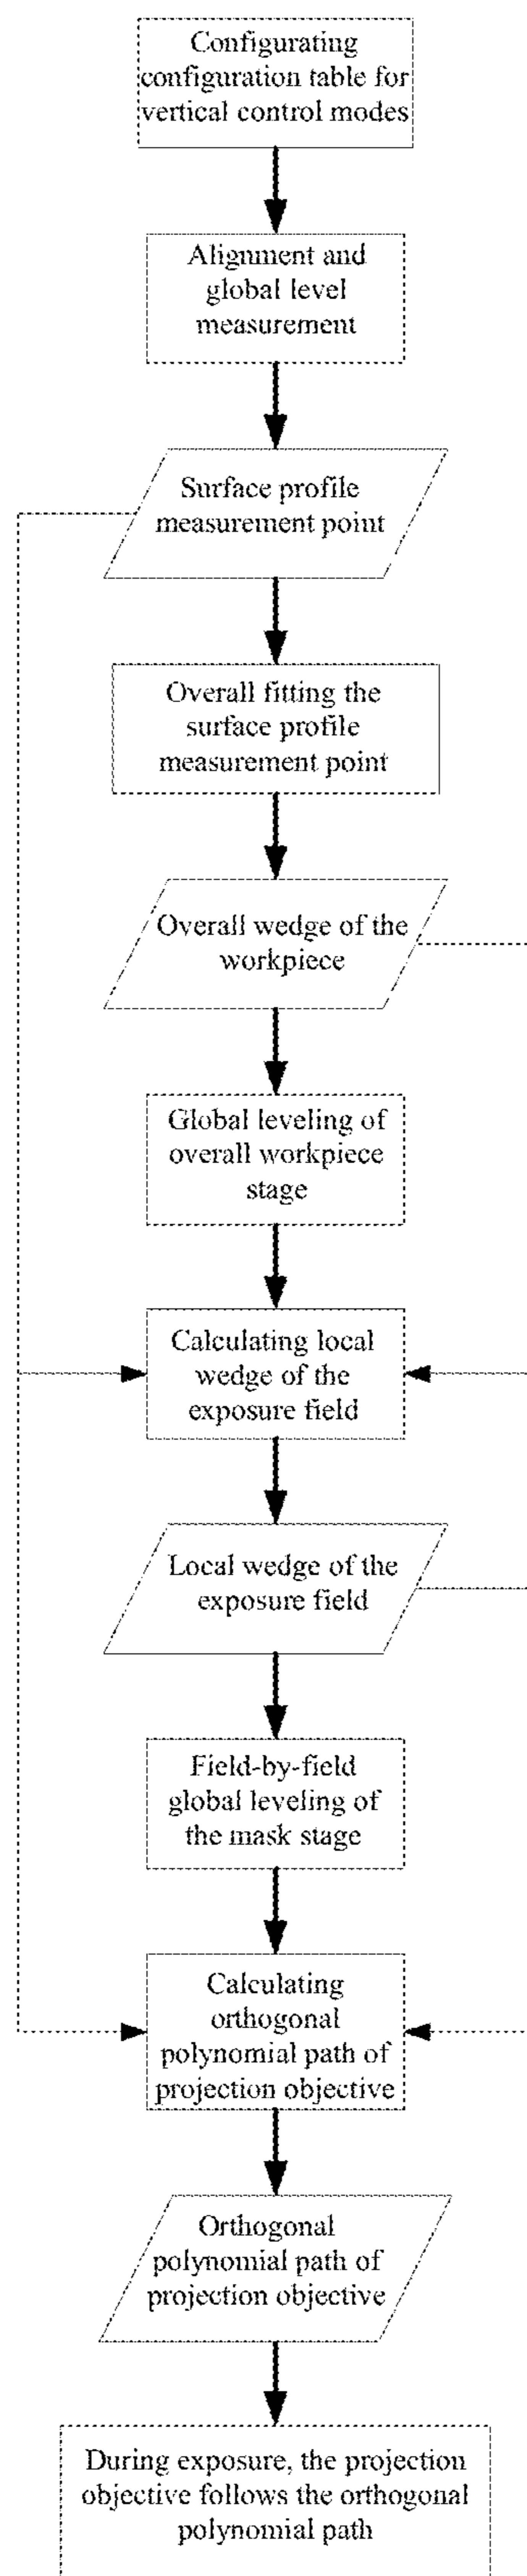 Configurating
configuration table for
vertical control modes
Alignment and
global level
measurement
Surface profile
measurement point
Overall fitting the
surface profile
measurement point
Overall wedge of the
workpiece
Global leveling of
overall workpiece
stage
Calculating local
wedge of the
exposure field
Local wedge of the
exposure field
Field-by-field
global leveling of
the mask stage
Calculating
orthogonal
polynomial path of
projection objective
Orthogonal
polynomial path of
projection objective
During exposure, the projection
objective follows the orthogonal
polynomial path